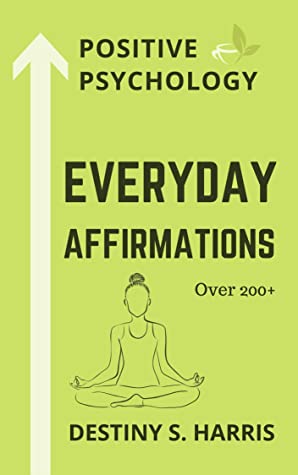 POSITIVE
PSYCHOLOGY
EVERYDAY
AFFIRMATIONS
Over 200+
DESTINY S. HARRIS